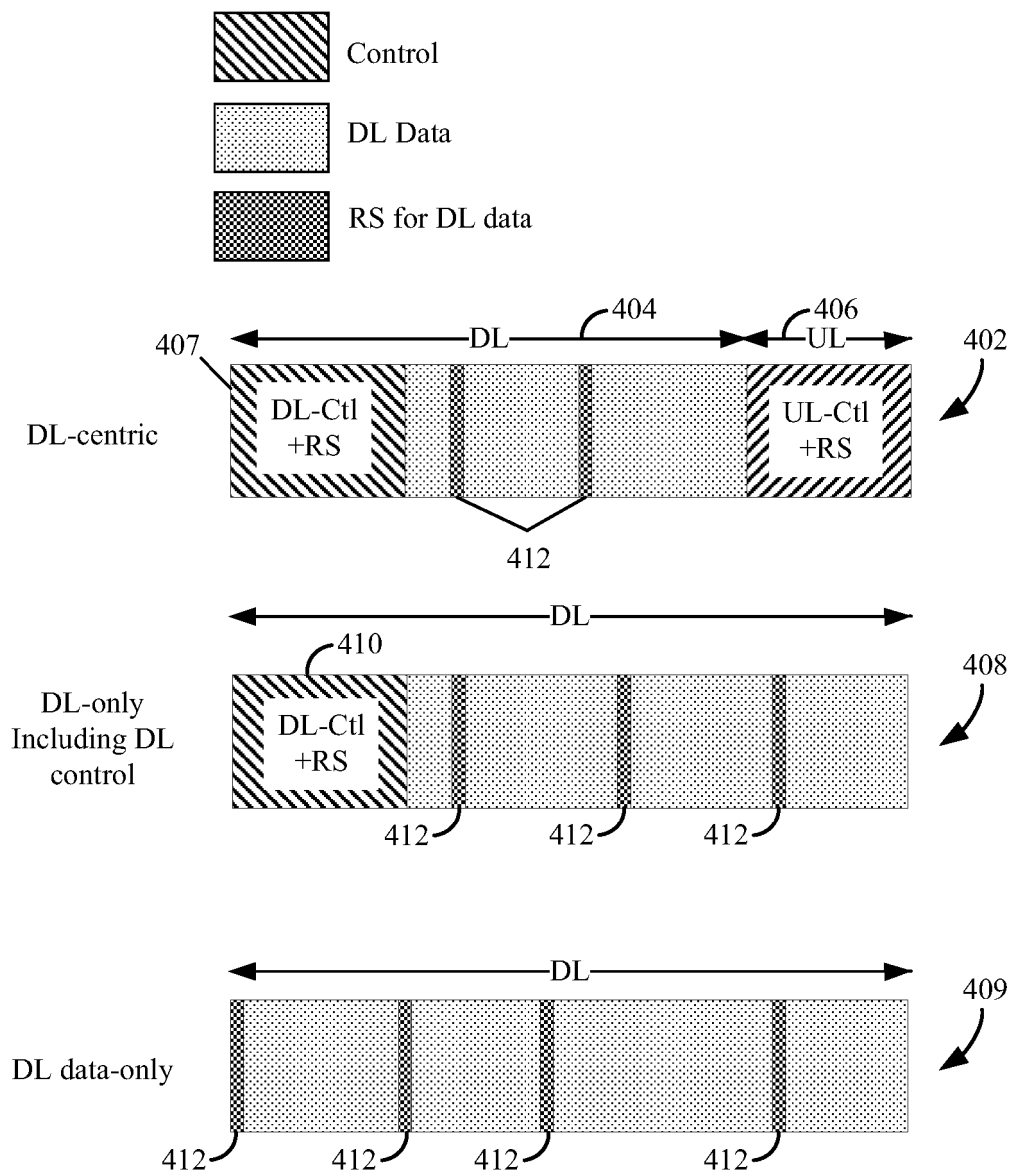 Control
DL Data
RS for DL data
404
406
DL
UL
407
402
DL-centric
DL-Ctl
+RS
UL-Ctl
+RS
412
DL
410
408
DL-only
Including DL
control
DL-Ctl
+RS
412
412
412
DL
409
DL data-only
412
412
412
412